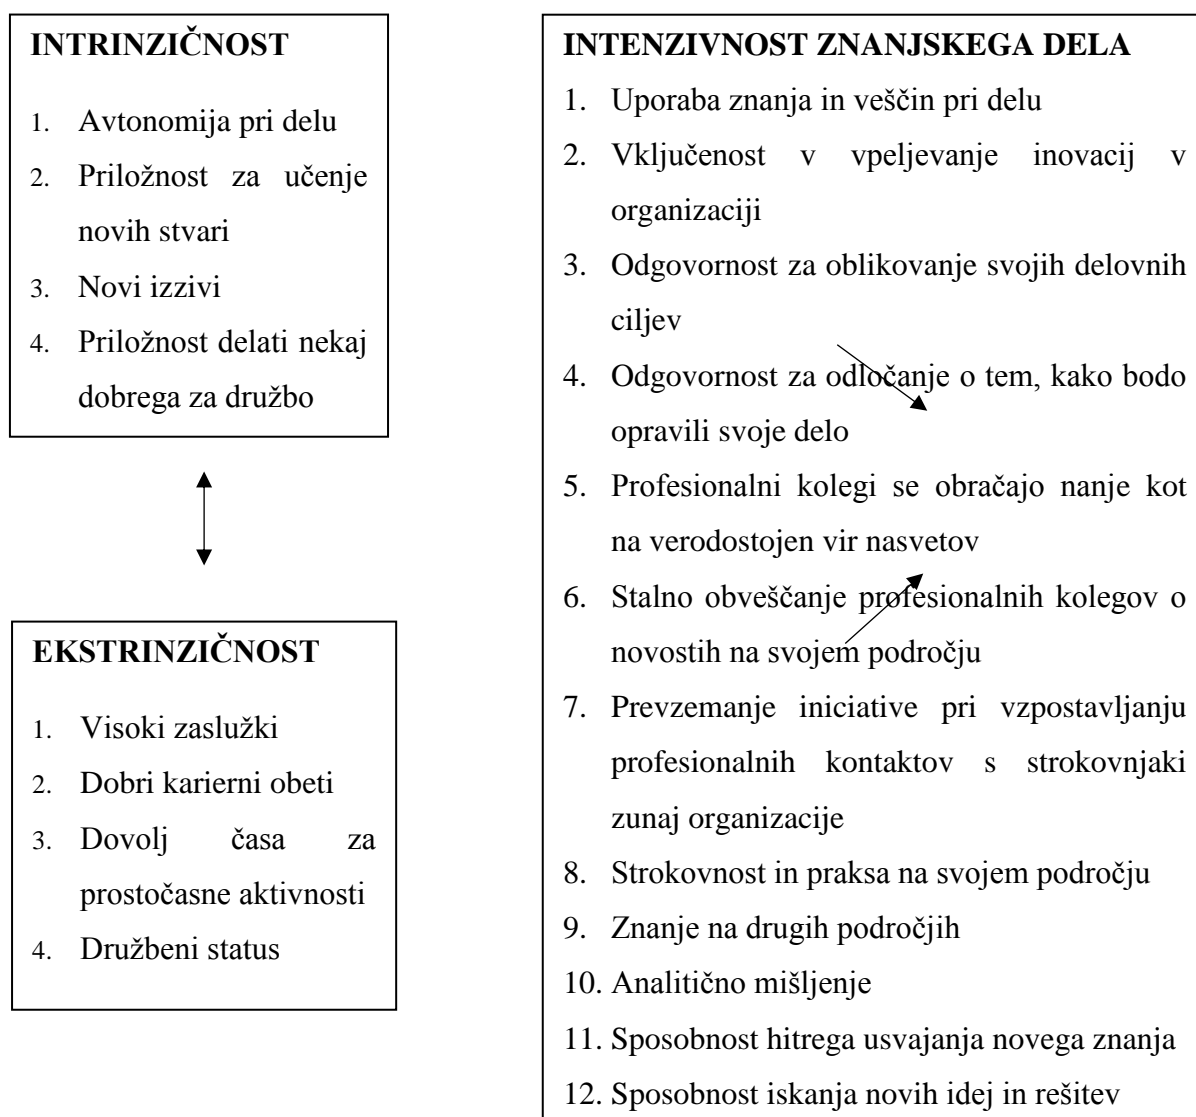 INTRINZIČNOST
1. Avtonomija pri delu
2. Priložnost za učenje
novih stvari
3. Novi izzivi
4. Priložnost delati nekaj
dobrega za družbo
EKSTRINZIČNOST
1. Visoki zaslužki
2. Dobri karierni obeti
3. Dovolj časa za
prostočasne aktivnosti
4. Družbeni status
INTENZIVNOST ZNANJSKEGA DELA
1. Uporaba znanja in veščin pri delu
2. Vključenost v vpeljevanje inovacij v
organizaciji
3. Odgovornost za oblikovanje svojih delovnih
ciljev
4. Odgovornost za odločanje o tem, kako bodo
opravili svoje delo
5. Profesionalni kolegi se obračajo nanje kot
na verodostojen vir nasvetov
6. Stalno obveščanje profesionalnih kolegov o
novostih na svojem področju
7. Prevzemanje iniciative pri vzpostavljanju
profesionalnih kontaktov s strokovnjaki
zunaj organizacije
8. Strokovnost in praksa na svojem področju
9. Znanje na drugih področjih
10. Analitično mišljenje
11. Sposobnost hitrega usvajanja novega znanja
12. Sposobnost iskanja novih idej in rešitev